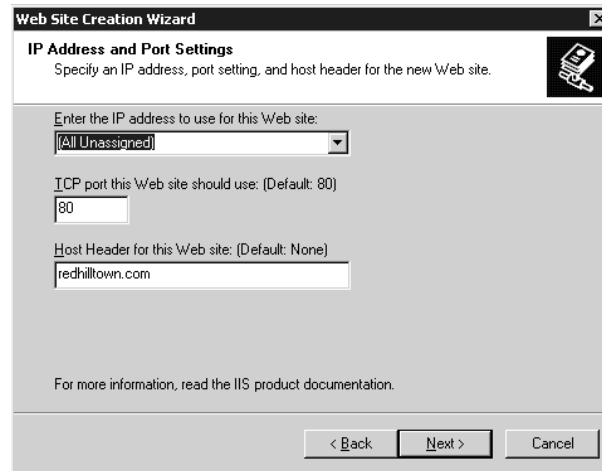 Web Site Creation Wizard
IP Address and Port Settings
Specify an IP address, port setting, and host header for the new Web site.
Enter the IP address to use for this Web site:
(All Unassigned)
TCP port this Web site should use: (Default: 80)
80
Host Header for this Web site: (Default: None)
redhilltown.com
For more information, read the IIS product documentation.
< Back Next > Cancel